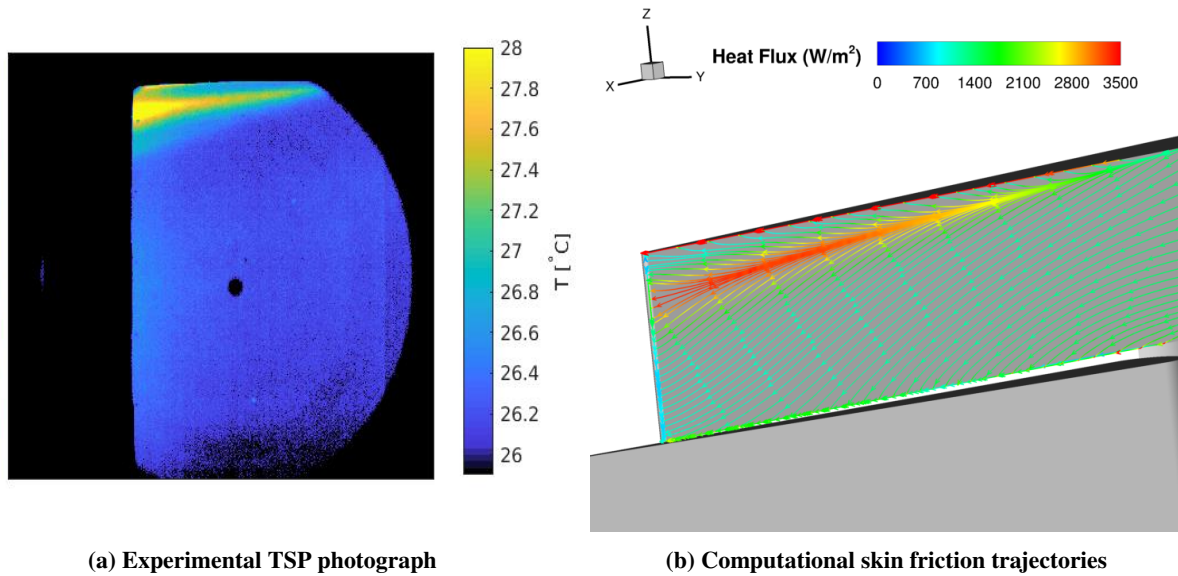 28
27.8
27.6
27.4
27.2
27
26.8
26.6
26.4
26.2
26
T [°C]
Z
X
Y
Heat Flux (W/m²)
0 700 1400 2100 2800 3500
(a) Experimental TSP photograph
(b) Computational skin friction trajectories